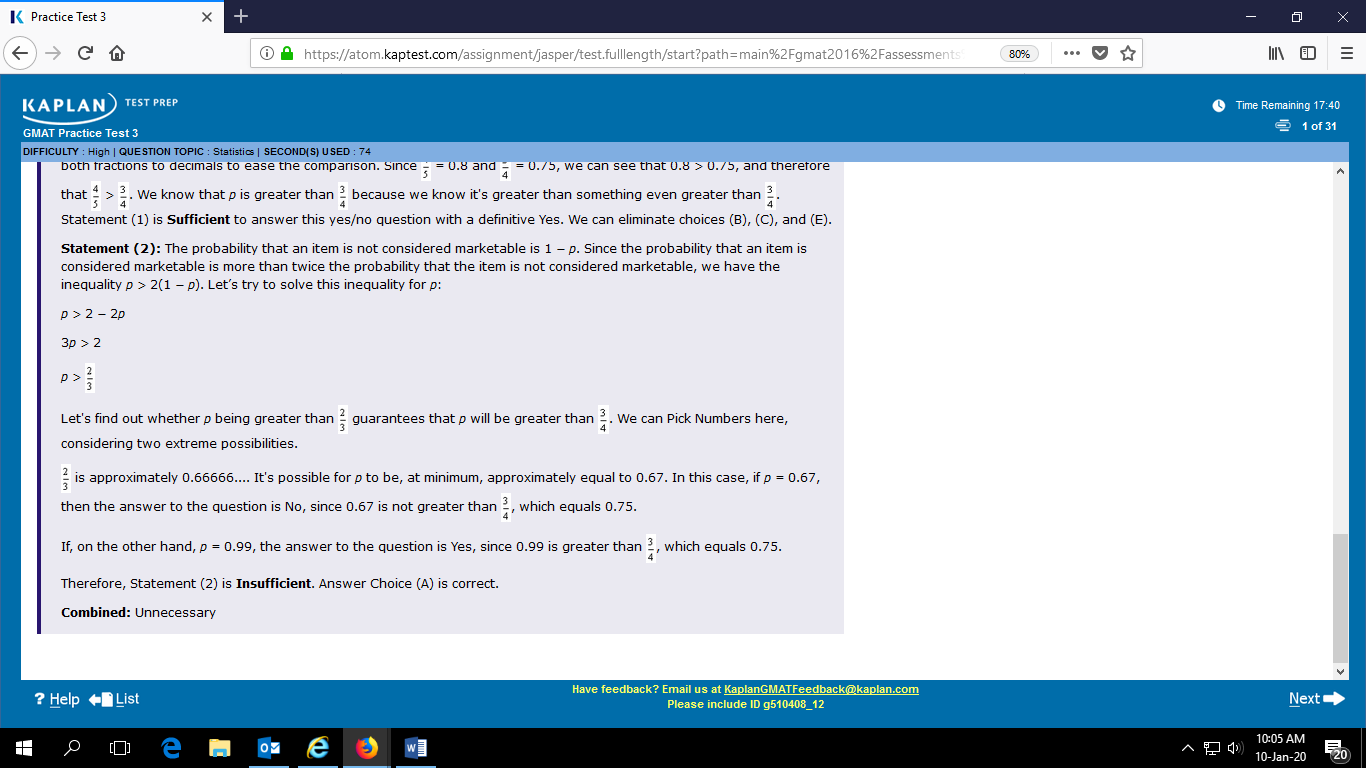 Practice Test 3
https://atom.kaptest.com/assignment/jasper/test.fulllength/start?path=main%2Fgmat2016%2Fassessments
80%
KAPLAN TEST PREP
Time Remaining 17:40
GMAT Practice Test 3
1 of 31
DIFFICULTY : High | QUESTION TOPIC : Statistics | SECOND(S) USED : 74
both fractions to decimals to ease the comparison. Since 4/5 = 0.8 and 3/4 = 0.75, we can see that 0.8 > 0.75, and therefore
that 4/5 > 3/4. We know that p is greater than 3/4 because we know it's greater than something even greater than 3/4.
Statement (1) is Sufficient to answer this yes/no question with a definitive Yes. We can eliminate choices (B), (C), and (E).
Statement (2): The probability that an item is not considered marketable is 1 – p. Since the probability that an item is
considered marketable is more than twice the probability that the item is not considered marketable, we have the
inequality p > 2(1 – p). Let's try to solve this inequality for p:
p > 2 – 2p
3p > 2
p > 2/3
Let's find out whether p being greater than 2/3 guarantees that p will be greater than 3/4. We can Pick Numbers here,
considering two extreme possibilities.
2/3 is approximately 0.66666.... It's possible for p to be, at minimum, approximately equal to 0.67. In this case, if p = 0.67,
then the answer to the question is No, since 0.67 is not greater than 3/4, which equals 0.75.
If, on the other hand, p = 0.99, the answer to the question is Yes, since 0.99 is greater than 3/4, which equals 0.75.
Therefore, Statement (2) is Insufficient. Answer Choice (A) is correct.
Combined: Unnecessary
? Help
List
Have feedback? Email us at KaplanGMATFeedback@kaplan.com
Please include ID g510408_12
Next
10:05 AM
10-Jan-20
20